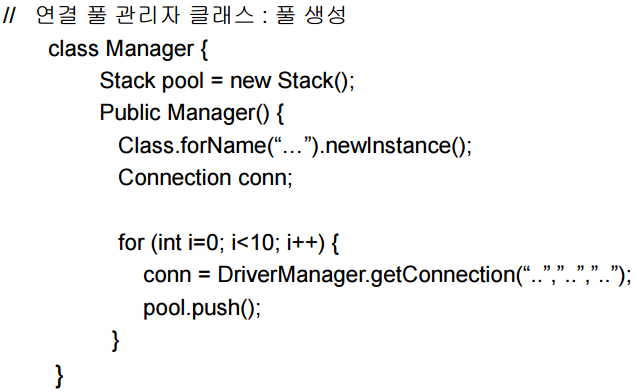 // 연결 풀 관리자 클래스 : 풀 생성
class Manager {
Stack pool = new Stack();
Public Manager() {
Class.forName(“…”).newInstance();
Connection conn;
for (int i=0; i<10; i++) {
conn = DriverManager.getConnection(“..”,”..”,”..”);
pool.push();
}
}